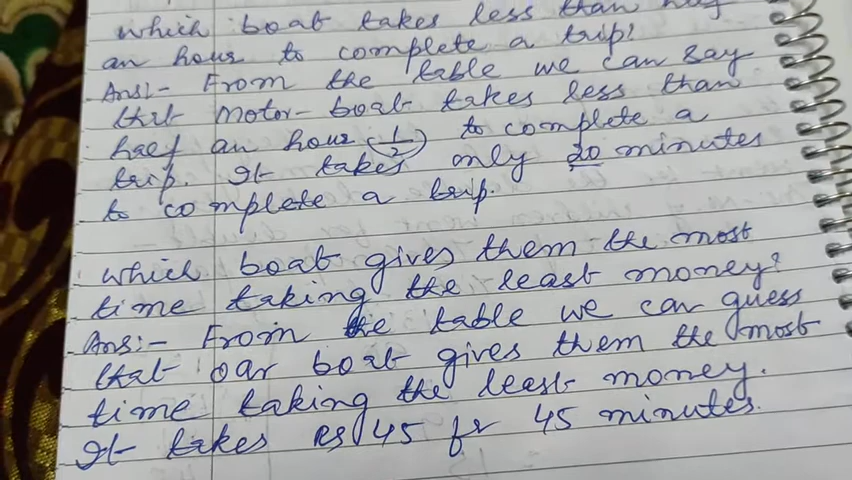 which boat takes less than half
an hour to complete a trip?
Ans:- From the table we can say
that Motor-boat takes less than
half an hour (1/2) to complete a
trip. It takes only 20 minutes
to complete a trip.
which boat gives them the most
time taking the least money?
Ans:- From the table we can guess
that oar boat gives them the most
time taking the least money.
It takes RS 45 for 45 minutes.